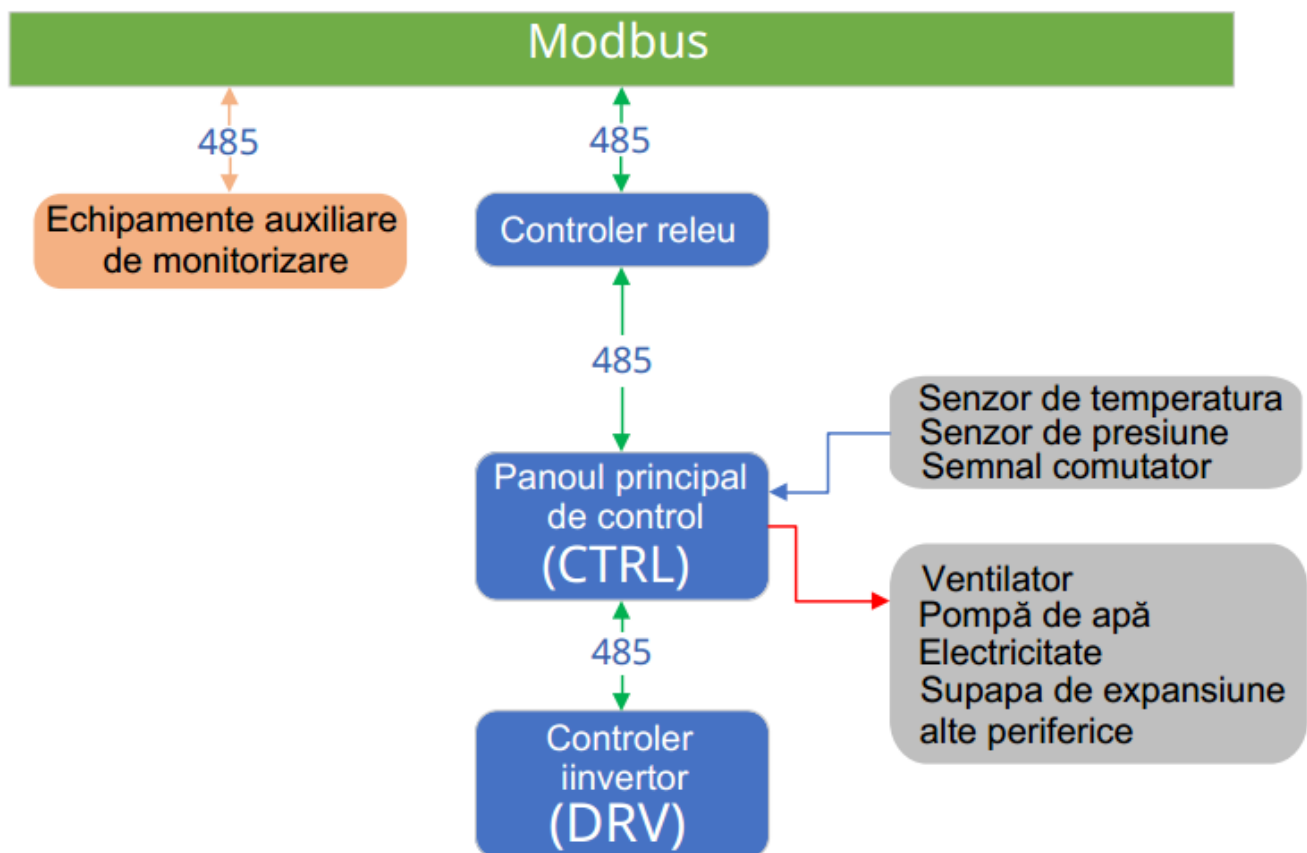 Modbus
485
485
Echipamente auxiliare
de monitorizare
Controler releu
485
Senzor de temperatura
Senzor de presiune
Semnal comutator
Panoul principal
de control
(CTRL)
Ventilator
Pompă de apă
Electricitate
Supapa de expansiune
alte periferice
485
Controler
iinvertor
(DRV)